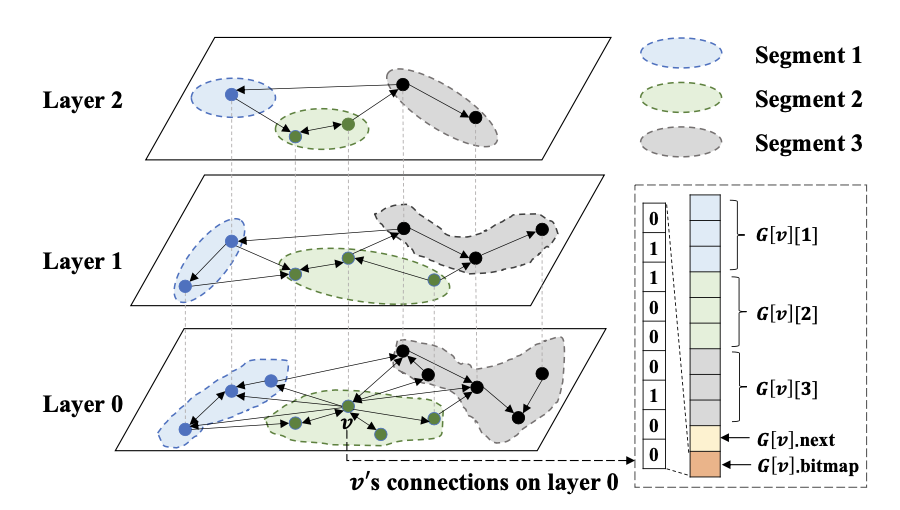 Layer 2
Segment 1
Segment 2
Segment 3
Layer 1
0
1
1
0
0
0
1
0
0
G[v][1]
G[v][2]
G[v][3]
G[v].next
G[v].bitmap
Layer 0
v
v's connections on layer 0